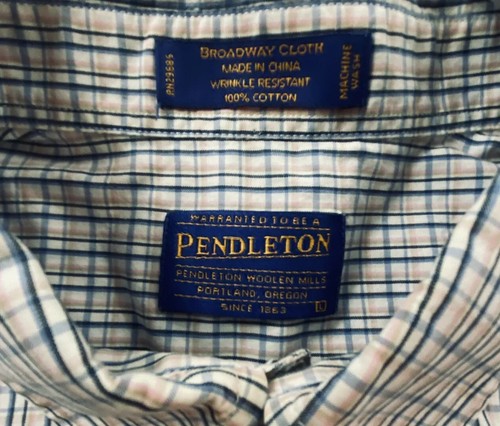 RN29685
BROADWAY CLOTH
MADE IN CHINA
WRINKLE RESISTANT
100% COTTON
MACHINE
WASH
WARRANTED TO BE A
PENDLETON
PENDLETON WOOLEN MILLS
PORTLAND, OREGON
SINCE 1863